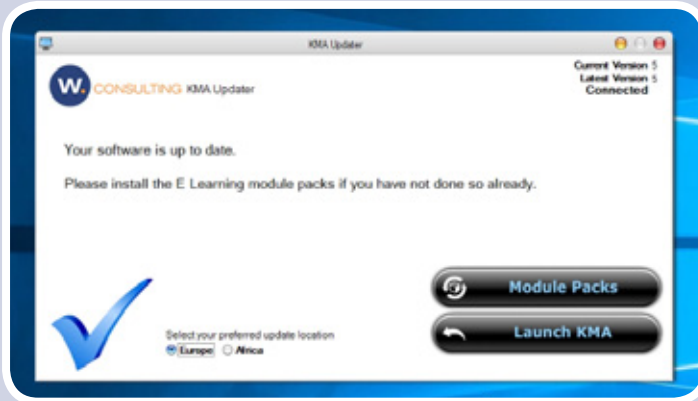 KMA Updater
Current Version 5
Latest Version 5
Connected
W. CONSULTING KMA Updater
Your software is up to date.
Please install the E Learning module packs if you have not done so already.
Module Packs
Launch KMA
Select your preferred update location
Europe Africa